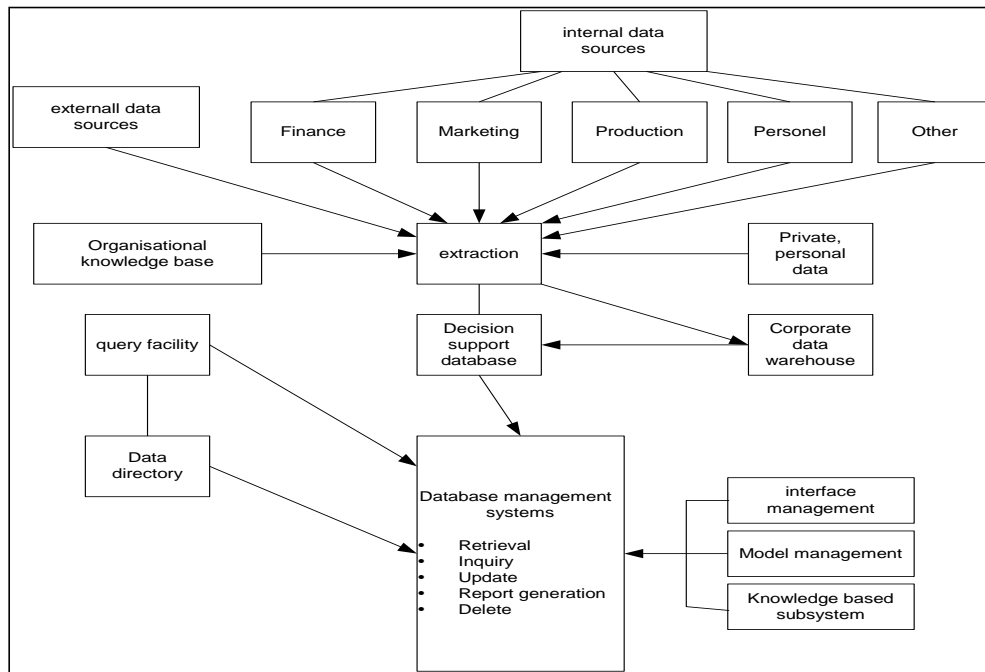 internal data
sources
externall data
sources
Finance
Marketing
Production
Personel
Other
Organisational
knowledge base
extraction
Private,
personal
data
query facility
Decision
support
database
Corporate
data
warehouse
Data
directory
Database management
systems
• Retrieval
• Inquiry
• Update
• Report generation
• Delete
interface
management
Model management
Knowledge based
subsystem